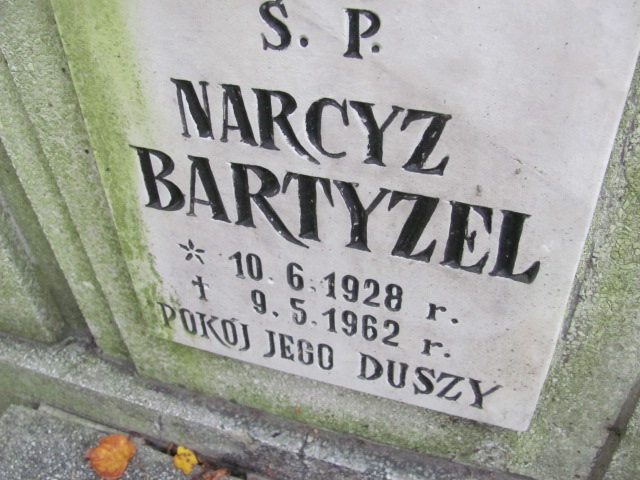 Ś. P.
NARCYZ
BARTYZEL
* 10. 6. 1928 r.
† 9. 5. 1962 r.
POKÓJ JEGO DUSZY